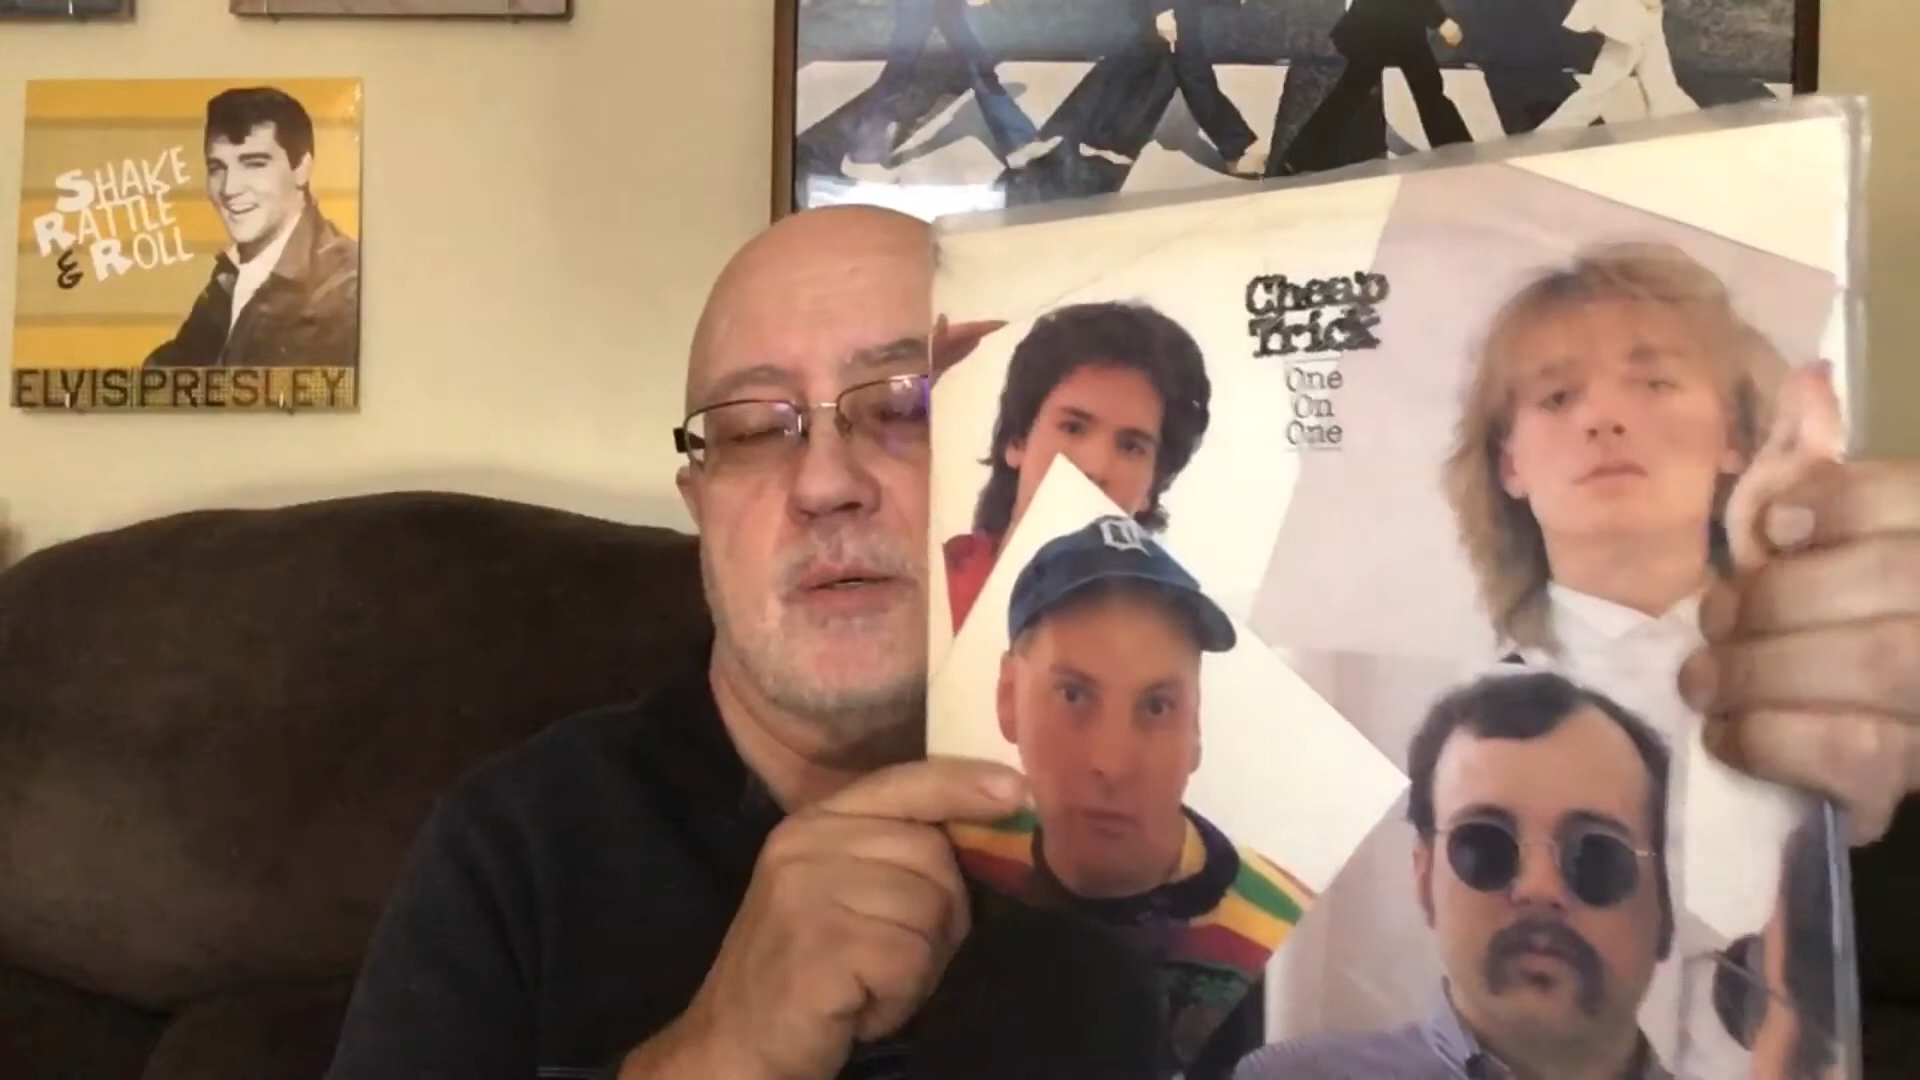 SHAKE
RATTLE
& ROLL
ELVIS PRESLEY
Cheap
Trick
One
On
One